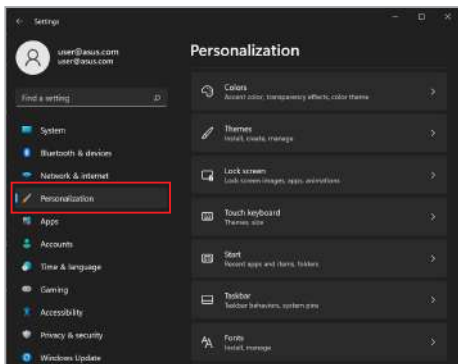 Settings
user@asus.com
user@asus.com
Find a setting
System
Bluetooth & devices
Network & internet
Personalization
Apps
Accounts
Time & language
Gaming
Accessibility
Privacy & security
Windows Update
Personalization
Colors
Accent color, transparency effects, color theme
Themes
Install, create, manage
Lock screen
Lock screen images, apps, animations
Touch keyboard
Themes, size
Start
Recent apps and items, folders
Taskbar
Taskbar behaviors, system pins
Fonts
Install, manage